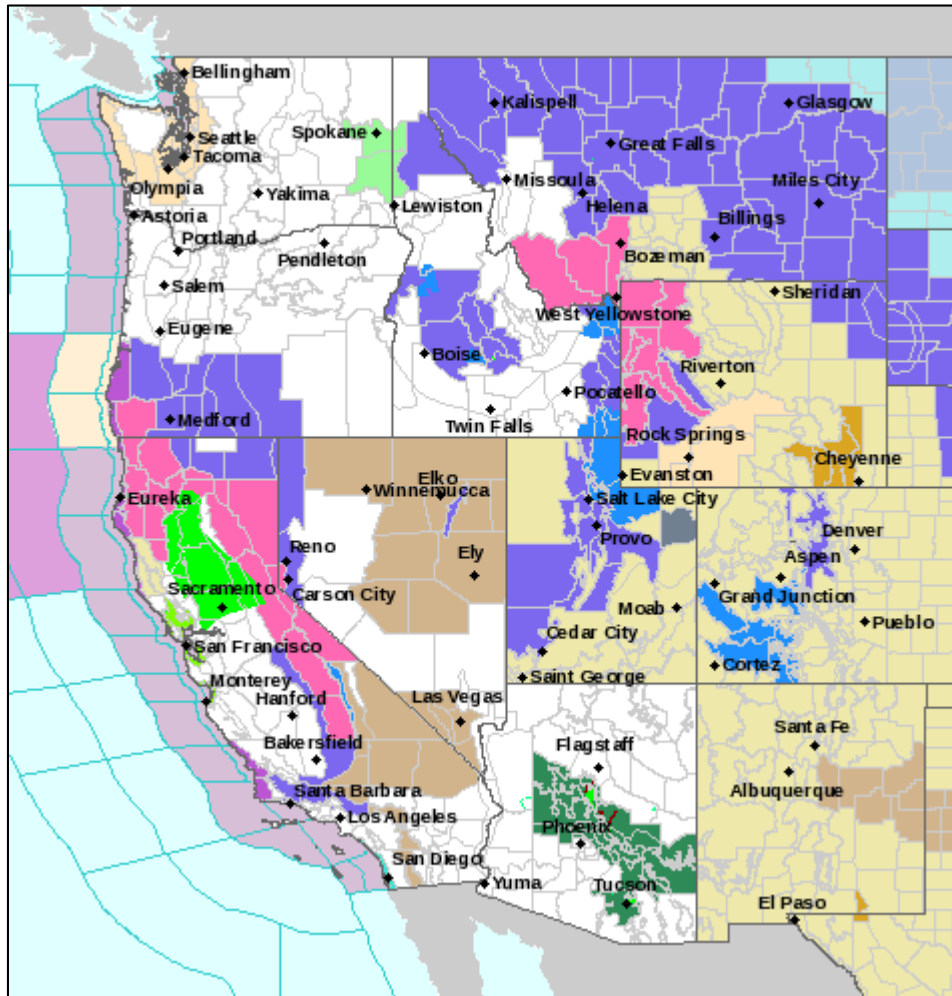 Bellingham
Kalispell
Glasgow
Spokane
Seattle
Great Falls
Tacoma
Missoula
Miles City
Olympia
Yakima
Lewiston
Helena
Astoria
Billings
Portland
Pendleton
Bozeman
Salem
West Yellowstone
Sheridan
Eugene
Boise
Riverton
Pocatello
Medford
Twin Falls
Rock Springs
Cheyenne
Elko
Evanston
Winnemucca
Eureka
Salt Lake City
Denver
Reno
Provo
Ely
Aspen
Sacramento
Carson City
Grand Junction
Moab
Pueblo
San Francisco
Cedar City
Cortez
Saint George
Monterey
Hanford
Las Vegas
Bakersfield
Flagstaff
Santa Fe
Albuquerque
Santa Barbara
Los Angeles
Phoenix
San Diego
Yuma
Tucson
El Paso